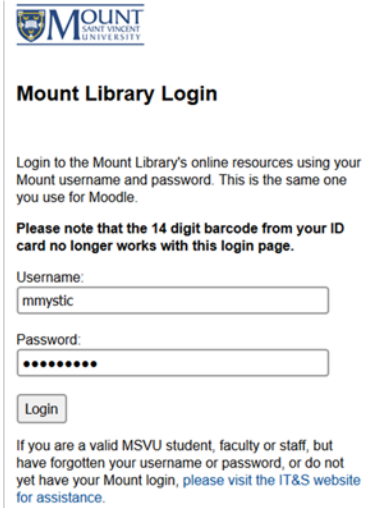 MOUNT
SAINT VINCENT
UNIVERSITY
Mount Library Login
Login to the Mount Library's online resources using your
Mount username and password. This is the same one
you use for Moodle.
Please note that the 14 digit barcode from your ID
card no longer works with this login page.
Username:
mmystic
Password:
•••••••••
Login
If you are a valid MSVU student, faculty or staff, but
have forgotten your username or password, or do not
yet have your Mount login, please visit the IT&S website
for assistance.